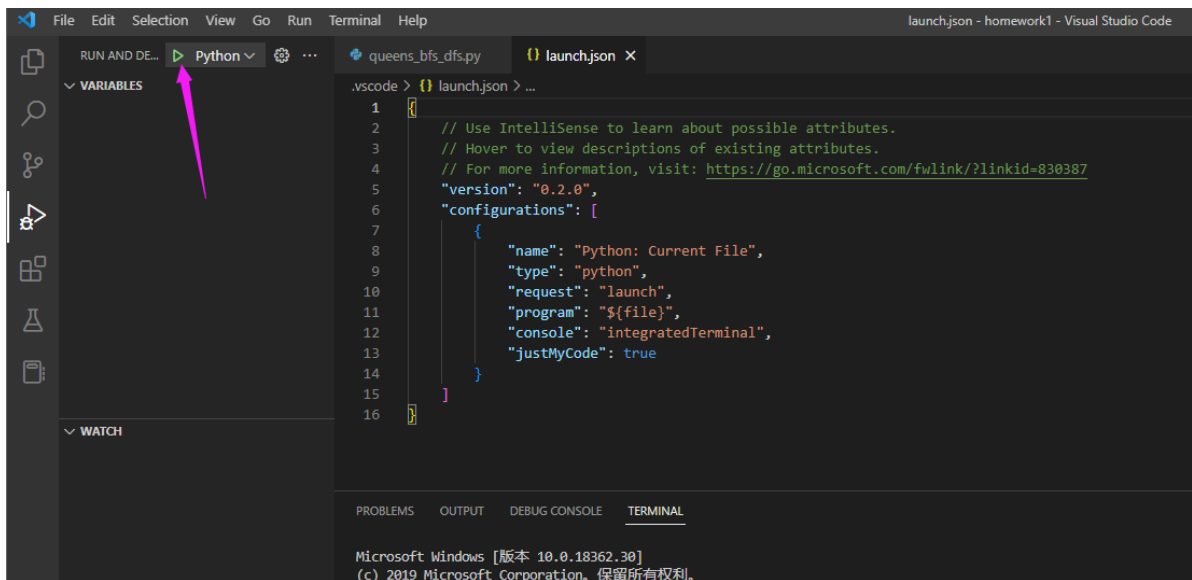 File Edit Selection View Go Run Terminal Help
launch.json - homework1 - Visual Studio Code
RUN AND DE... Python
queens_bfs_dfs.py
{} launch.json
VARIABLES
.vscode > {} launch.json > ...
1 {
2 // Use IntelliSense to learn about possible attributes.
3 // Hover to view descriptions of existing attributes.
4 // For more information, visit: https://go.microsoft.com/fwlink/?linkid=830387
5 "version": "0.2.0",
6 "configurations": [
7 {
8 "name": "Python: Current File",
9 "type": "python",
10 "request": "launch",
11 "program": "${file}",
12 "console": "integratedTerminal",
13 "justMyCode": true
14 }
15 ]
16 }
WATCH
PROBLEMS OUTPUT DEBUG CONSOLE TERMINAL
Microsoft Windows [版本 10.0.18362.30]
(c) 2019 Microsoft Corporation。保留所有权利。